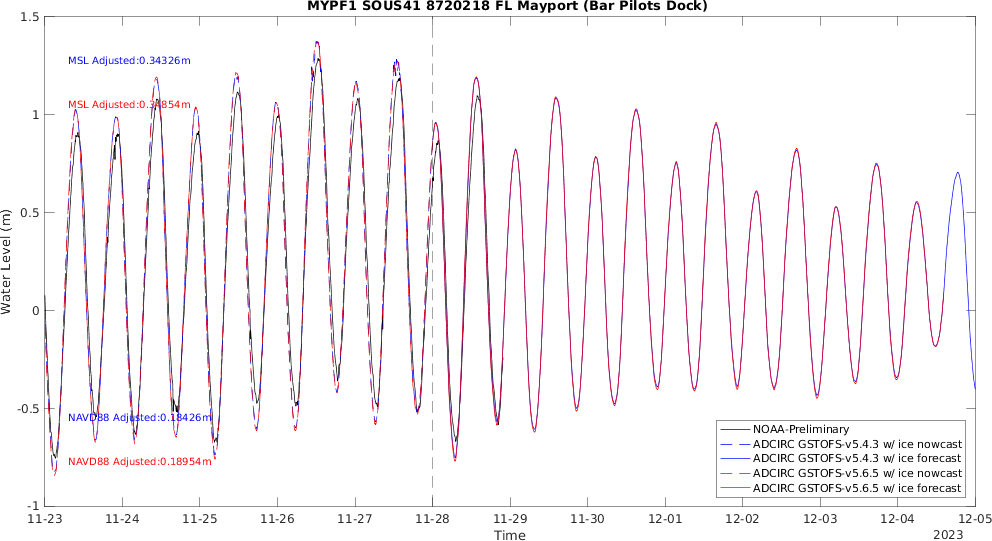 MYPF1 SOUS41 8720218 FL Mayport (Bar Pilots Dock)
1.5
1
0.5
0
-0.5
-1
Water Level (m)
MSL Adjusted:0.34326m
MSL Adjusted:0.34854m
NAVD88 Adjusted:0.18426m
NAVD88 Adjusted:0.18954m
NOAA-Preliminary
ADCIRC GSTOFS-v5.4.3 w/ ice nowcast
ADCIRC GSTOFS-v5.4.3 w/ ice forecast
ADCIRC GSTOFS-v5.6.5 w/ ice nowcast
ADCIRC GSTOFS-v5.6.5 w/ ice forecast
11-23 11-24 11-25 11-26 11-27 11-28 11-29 11-30 12-01 12-02 12-03 12-04 12-05
Time
2023